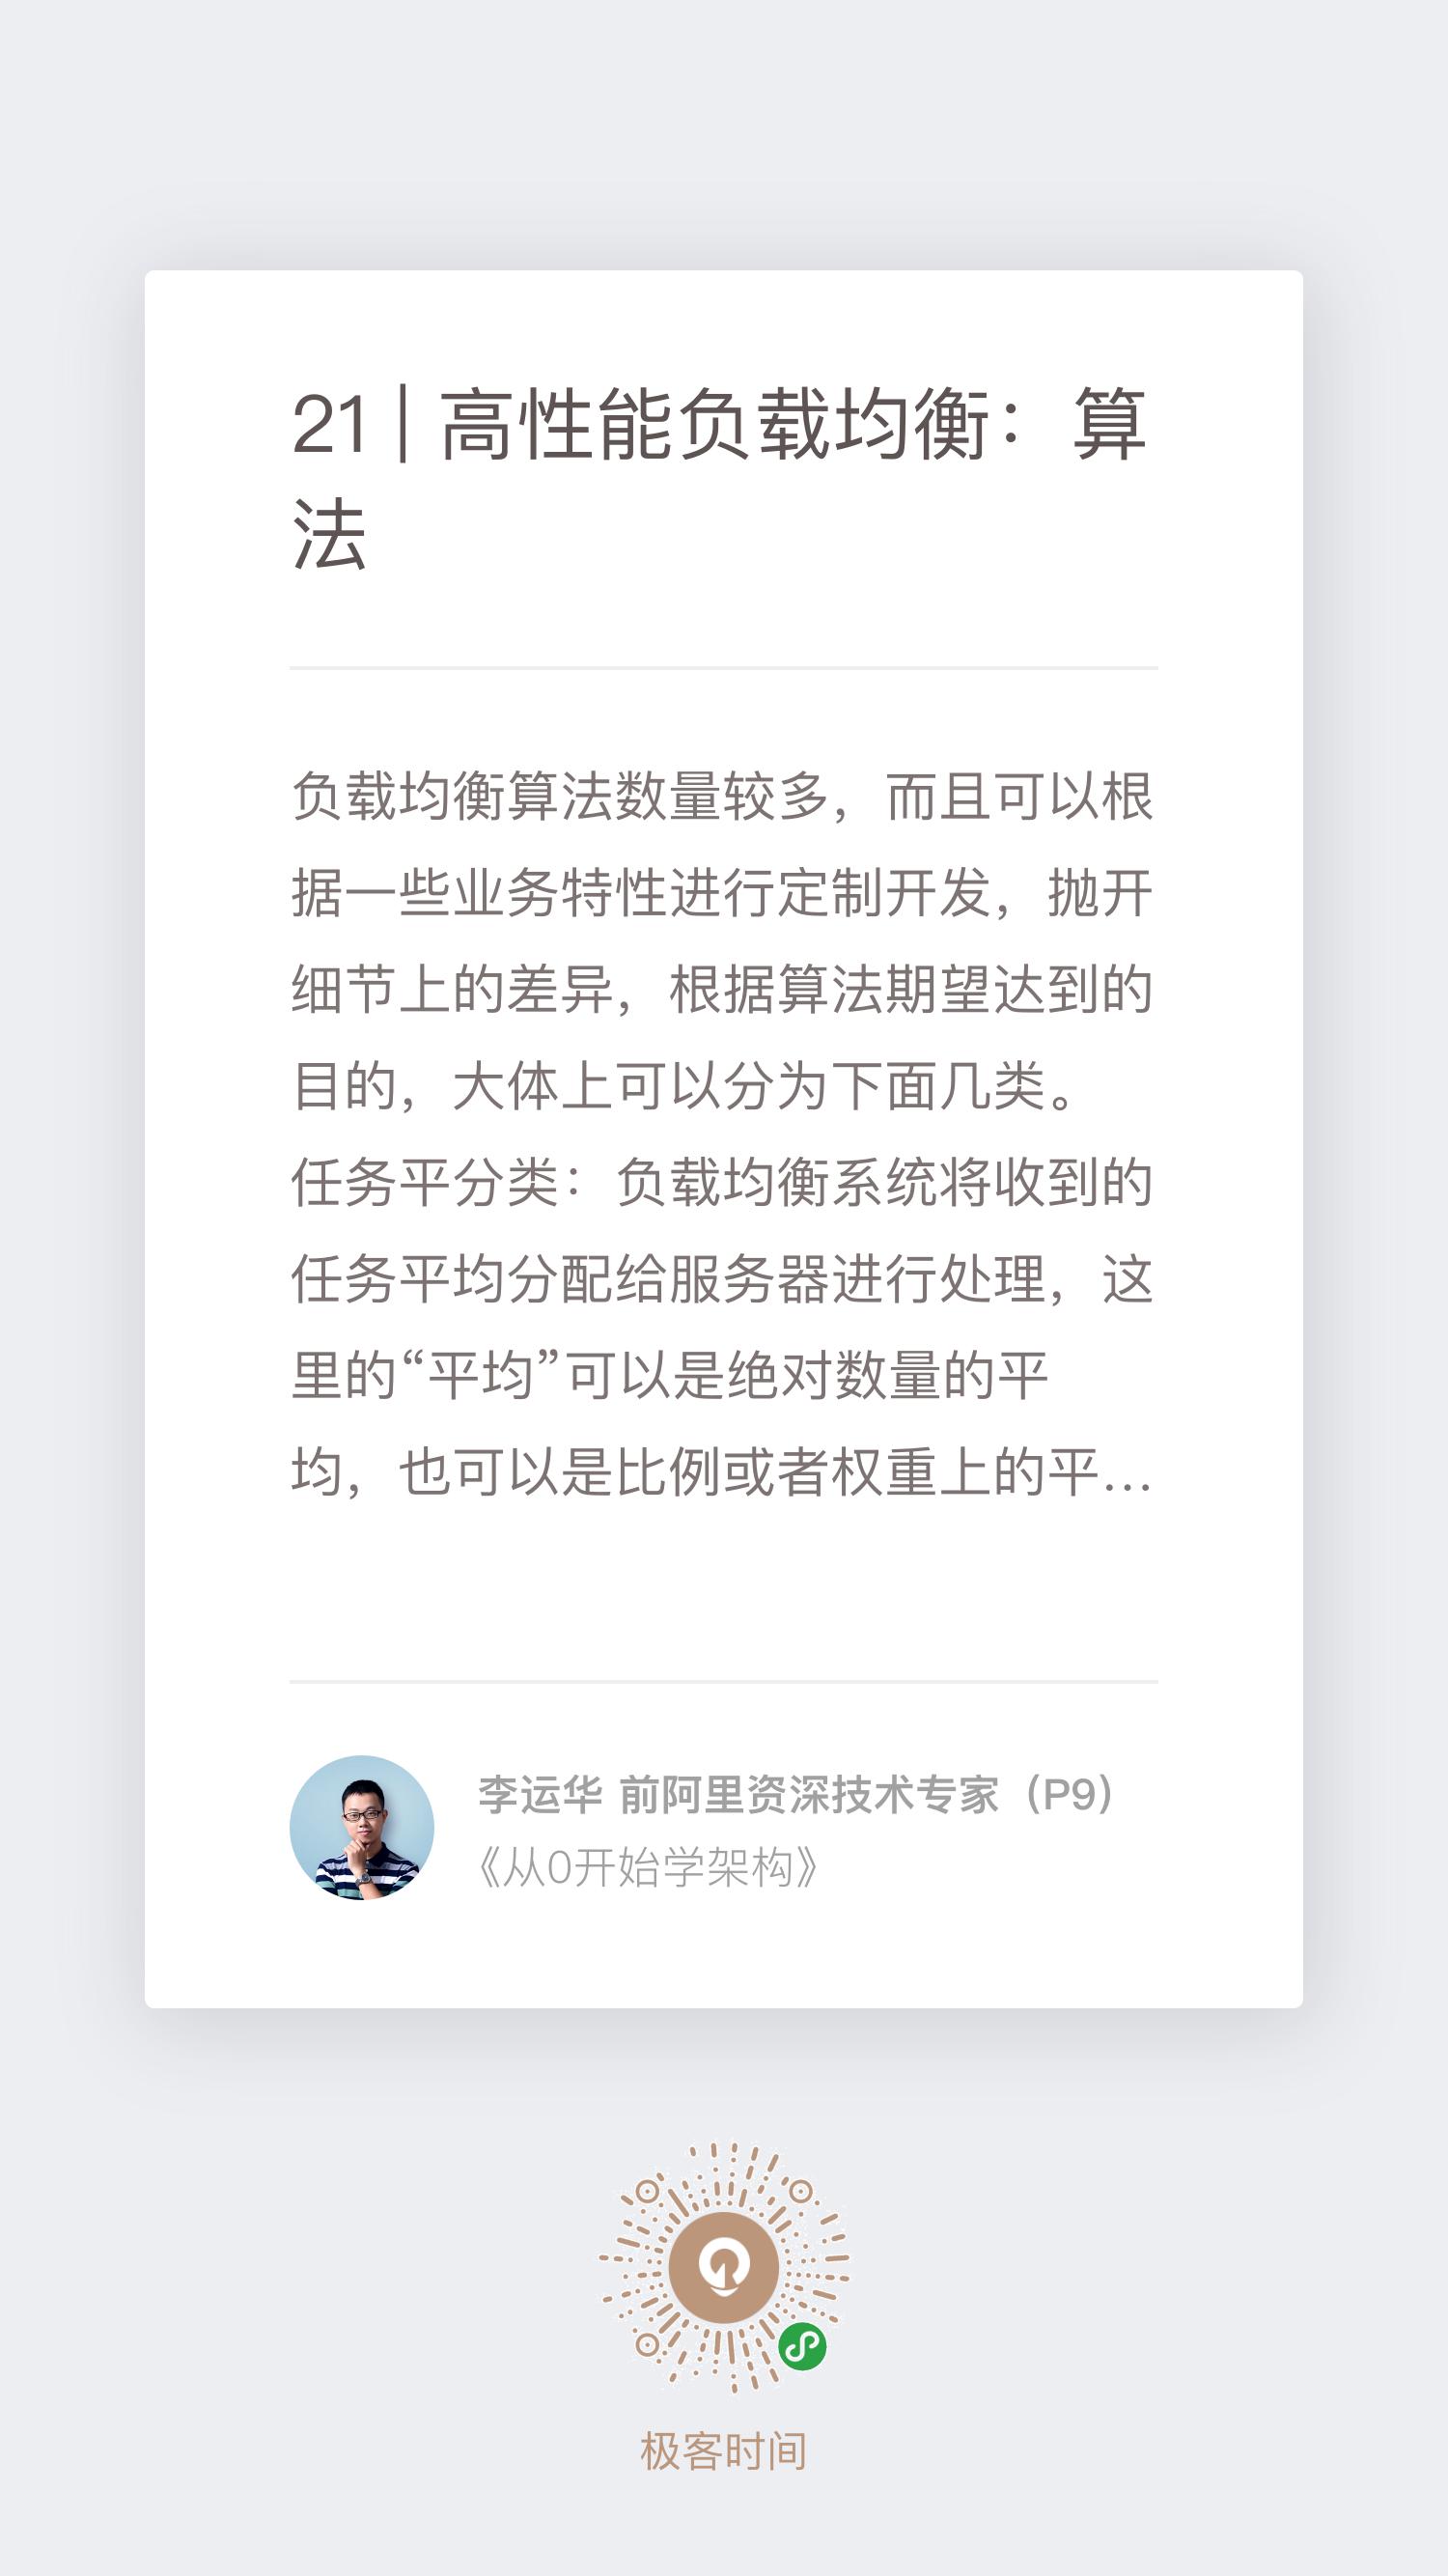 21 | 高性能负载均衡：算
法
负载均衡算法数量较多，而且可以根
据一些业务特性进行定制开发，抛开
细节上的差异，根据算法期望达到的
目的，大体上可以分为下面几类。
任务平分类：负载均衡系统将收到的
任务平均分配给服务器进行处理，这
里的“平均”可以是绝对数量的平
均，也可以是比例或者权重上的平...
李运华 前阿里资深技术专家（P9）
《从0开始学架构》
极客时间